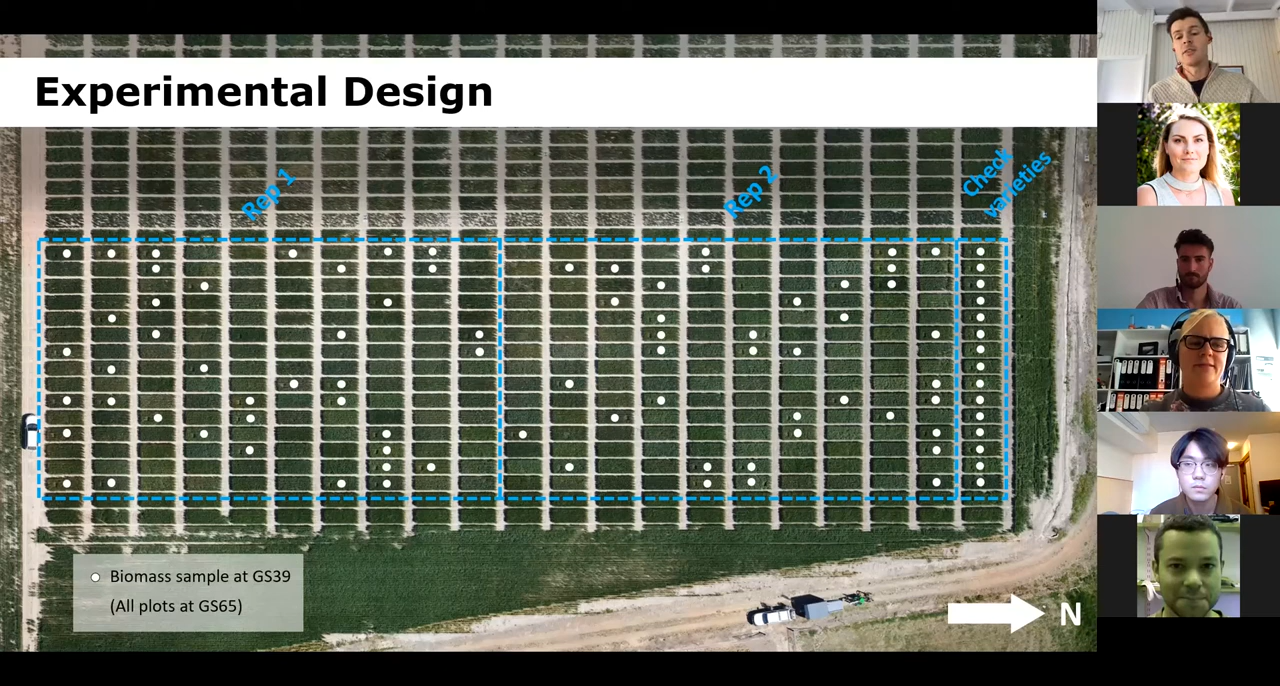 Experimental Design
Rep 1
Rep 2
Check
varieties
Biomass sample at GS39
(All plots at GS65)
N